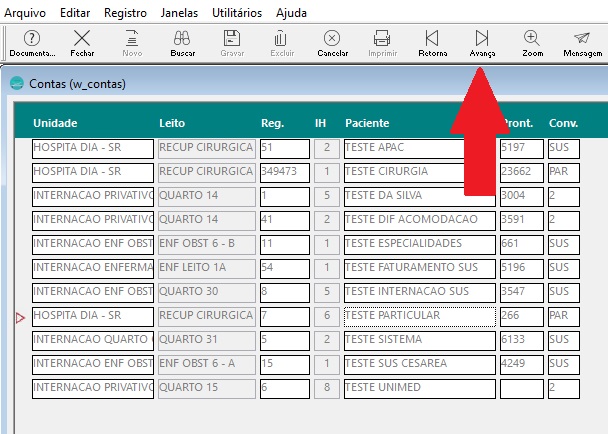 Arquivo Editar Registro Janelas Utilitários Ajuda
Documenta... Fechar Novo Buscar Gravar Excluir Cancelar Imprimir Retorna Avança Zoom Mensagem
Contas (w_contas)
Unidade Leito Reg. IH Paciente Pront. Conv.
HOSPITA DIA - SR RECUP CIRURGICA 51 2 TESTE APAC 5197 SUS
HOSPITA DIA - SR RECUP CIRURGICA 349473 1 TESTE CIRURGIA 23662 PAR
INTERNACAO PRIVATIVO QUARTO 14 1 5 TESTE DA SILVA 3004 2
INTERNACAO PRIVATIVO QUARTO 14 41 2 TESTE DIF ACOMODACAO 3591 2
INTERNACAO ENF OBST ENF OBST 6 - B 11 1 TESTE ESPECIALIDADES 661 SUS
INTERNACAO ENFERMA ENF LEITO 1A 54 1 TESTE FATURAMENTO SUS 5196 SUS
INTERNACAO ENF OBST QUARTO 30 8 5 TESTE INTERNACAO SUS 3547 SUS
HOSPITA DIA - SR RECUP CIRURGICA 7 6 TESTE PARTICULAR 266 PAR
INTERNACAO QUARTO QUARTO 31 5 2 TESTE SISTEMA 6133 SUS
INTERNACAO ENF OBST ENF OBST 6 - A 15 1 TESTE SUS CESAREA 4249 SUS
INTERNACAO PRIVATIVO QUARTO 15 6 8 TESTE UNIMED 2